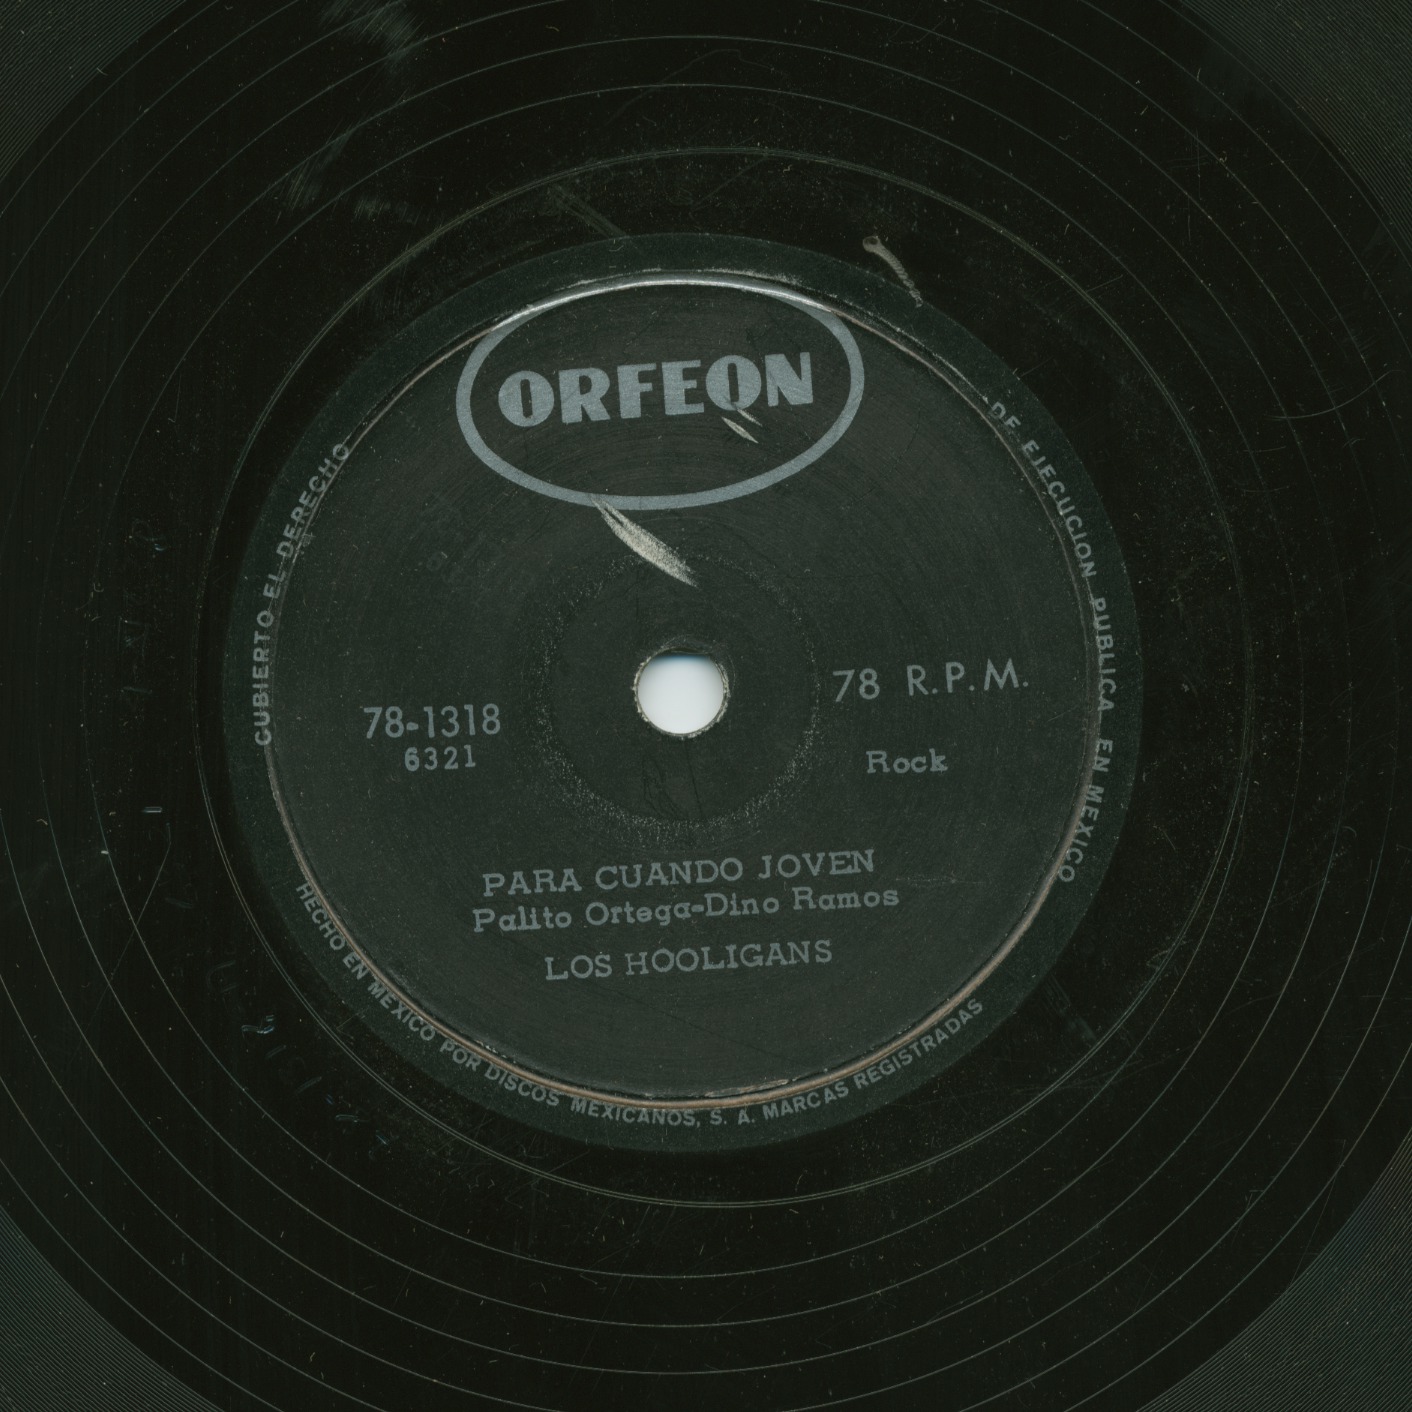 ORFEON
CUBIERTO EL DERECHO
DE EJECUCION PUBLICA EN MEXICO
78-1318
6321
78 R.P.M.
Rock
PARA CUANDO JOVEN
Palito Ortega-Dino Ramos
LOS HOOLIGANS
HECHO EN MEXICO POR DISCOS MEXICANOS, S. A. MARCAS REGISTRADAS